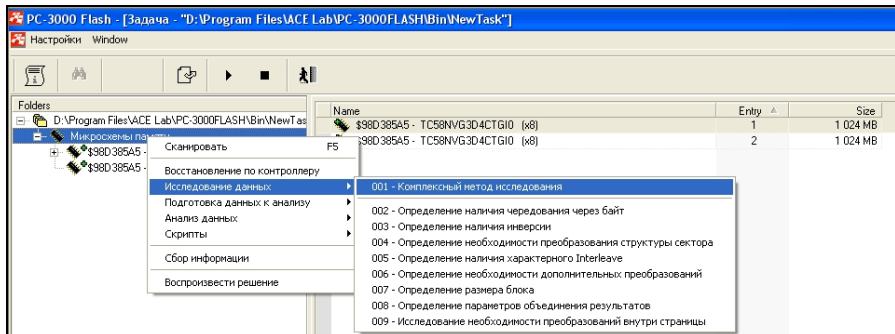 PC-3000 Flash - [Задача - "D:\Program Files\ACE Lab\PC-3000FLASH\Bin\NewTask"]
Настройки Window
Folders
Name Entry Size
D:\Program Files\ACE Lab\PC-3000FLASH\Bin\NewTas
$98D385A5 - TC58NVG3D4CTGI0 (x8) 1 1 024 MB
Микросхемы памяти
$98D385A5 - TC58NVG3D4CTGI0 (x8) 2 1 024 MB
$98D385A5 -
$98D385A5 -
Сканировать F5
Восстановление по контроллеру
Исследование данных
Подготовка данных к анализу
Анализ данных
Скрипты
Сбор информации
Воспроизвести решение
001 - Комплексный метод исследования
002 - Определение наличия чередования через байт
003 - Определение наличия инверсии
004 - Определение необходимости преобразования структуры сектора
005 - Определение наличия характерного Interleave
006 - Определение необходимости дополнительных преобразований
007 - Определение размера блока
008 - Определение параметров объединения результатов
009 - Исследование необходимости преобразований внутри страницы